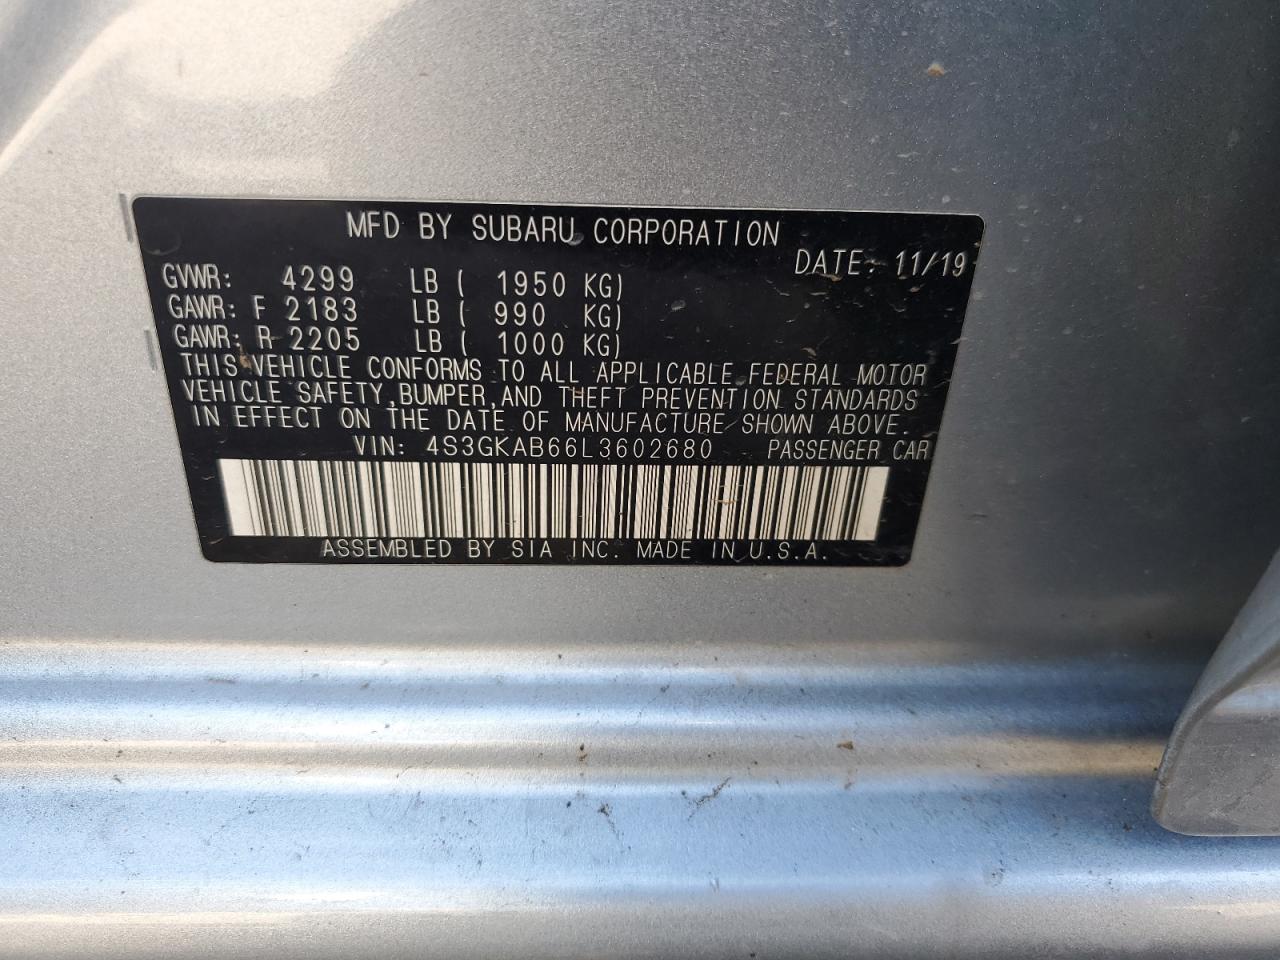 MFD BY SUBARU CORPORATION
DATE: 11/19
GVWR: 4299 LB ( 1950 KG)
GAWR: F 2183 LB ( 990 KG)
GAWR: R 2205 LB ( 1000 KG)
THIS VEHICLE CONFORMS TO ALL APPLICABLE FEDERAL MOTOR
VEHICLE SAFETY,BUMPER,AND THEFT PREVENTION STANDARDS
IN EFFECT ON THE DATE OF MANUFACTURE SHOWN ABOVE.
VIN: 4S3GKAB66L3602680 PASSENGER CAR
ASSEMBLED BY SIA INC. MADE IN U.S.A.